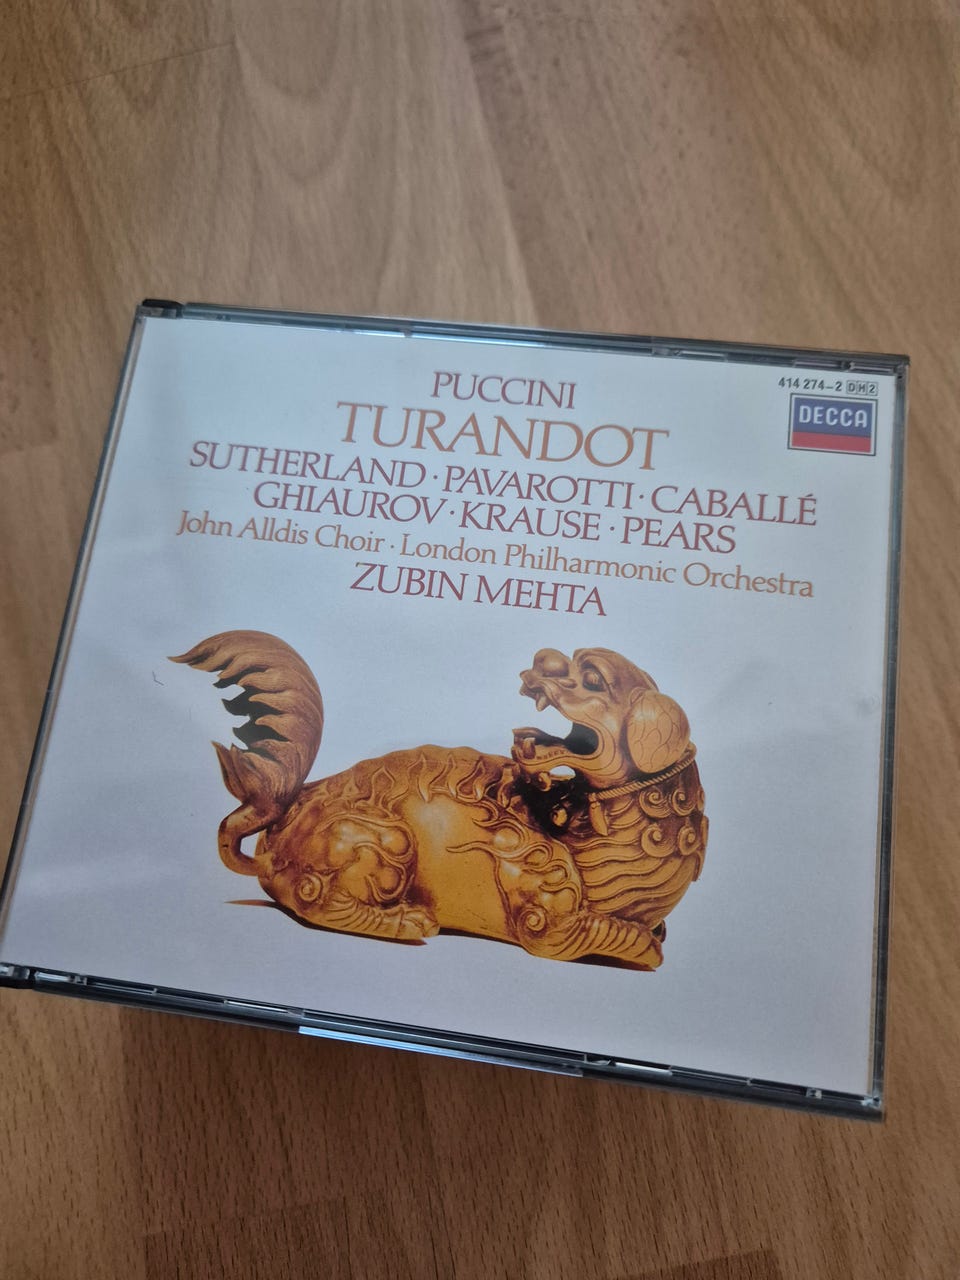 414 274-2 DH2
DECCA
PUCCINI
TURANDOT
SUTHERLAND · PAVAROTTI · CABALLÉ
GHIAUROV · KRAUSE · PEARS
John Alldis Choir · London Philharmonic Orchestra
ZUBIN MEHTA